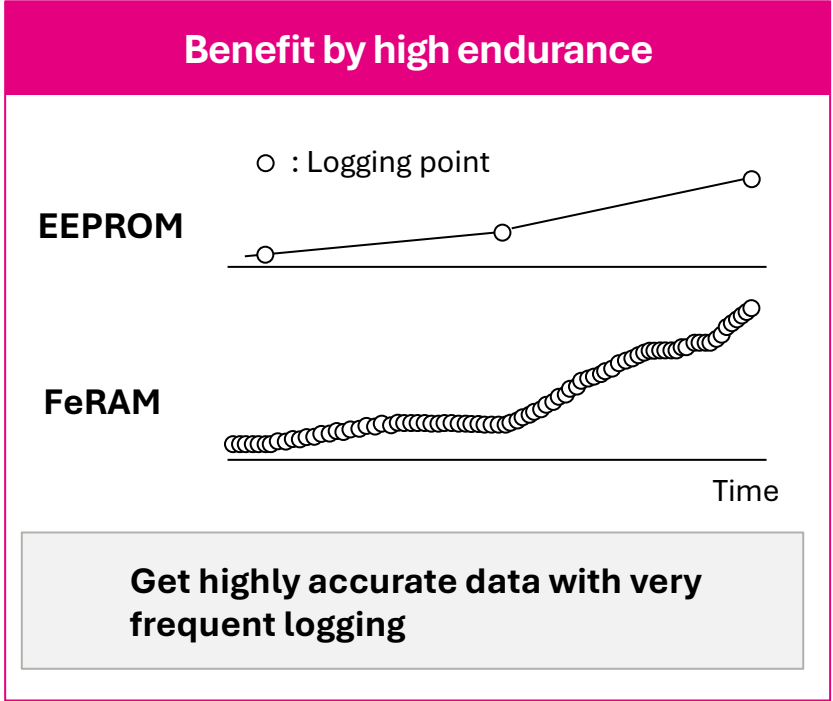 Benefit by high endurance
: Logging point
EEPROM
FeRAM
Time
Get highly accurate data with very
frequent logging